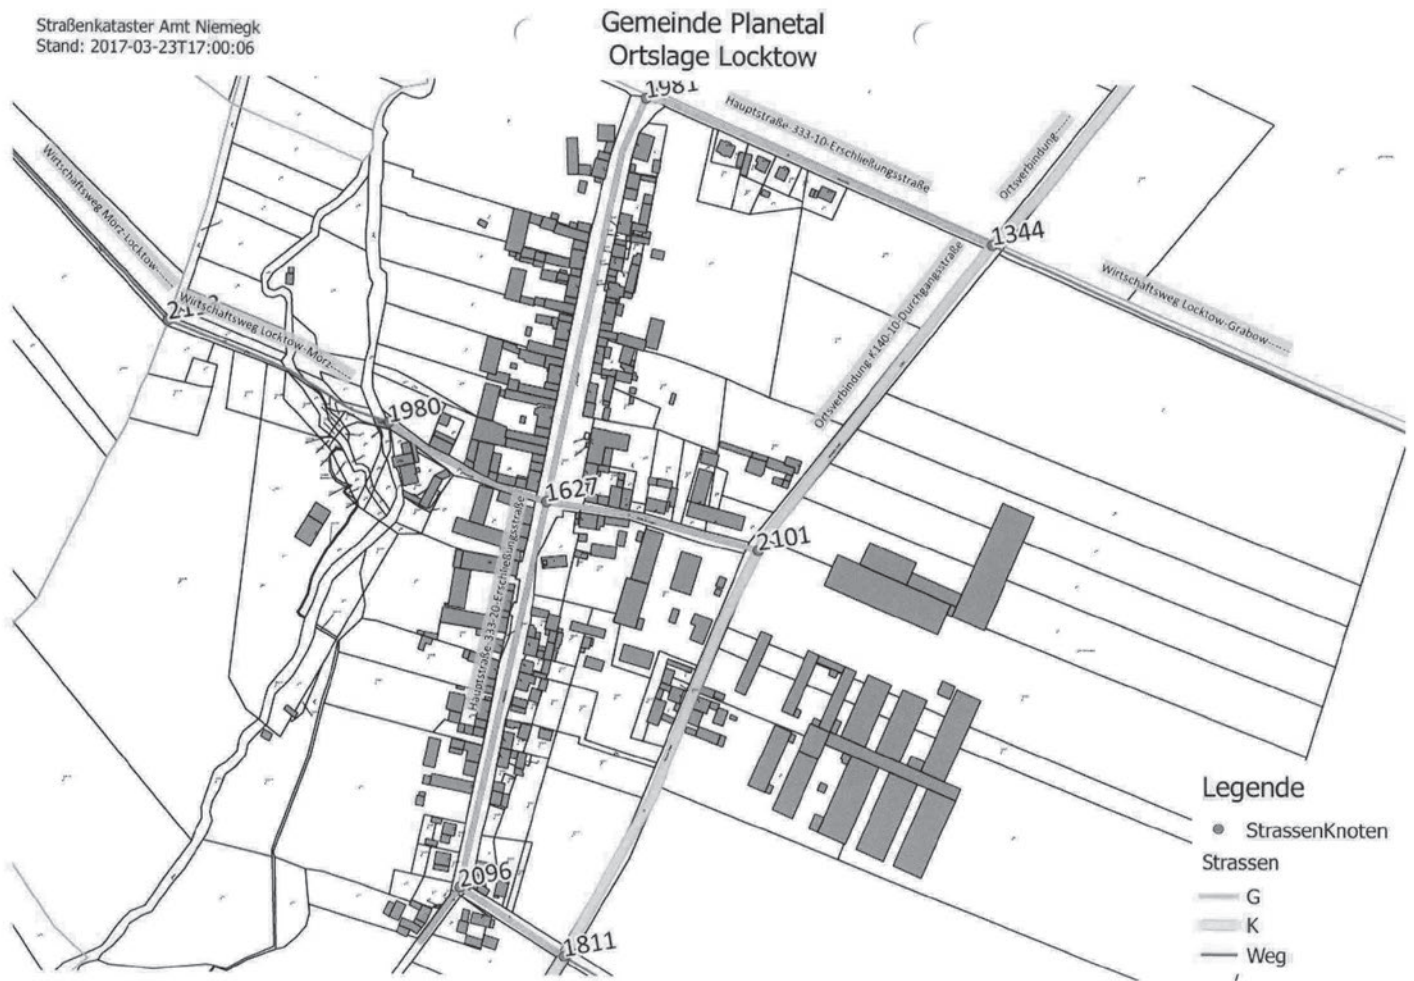 Straßenkataster Amt Niemegk
Stand: 2017-03-23T17:00:06
Gemeinde Planetal
Ortslage Locktow
1981
Hauptstraße-333-10-Erschließungsstraße
Ortsverbindung-------
Wirtschaftsweg Mörz-Locktow-------
1344
Wirtschaftsweg Locktow-Grabow-------
Ortsverbindung K140-10-Durchgangsstraße
Wirtschaftsweg Locktow-Mörz-------
1980
1627
Hauptstraße-333-20-Erschließungsstraße
2101
2096
1811
Legende
StrassenKnoten
Strassen
G
K
Weg